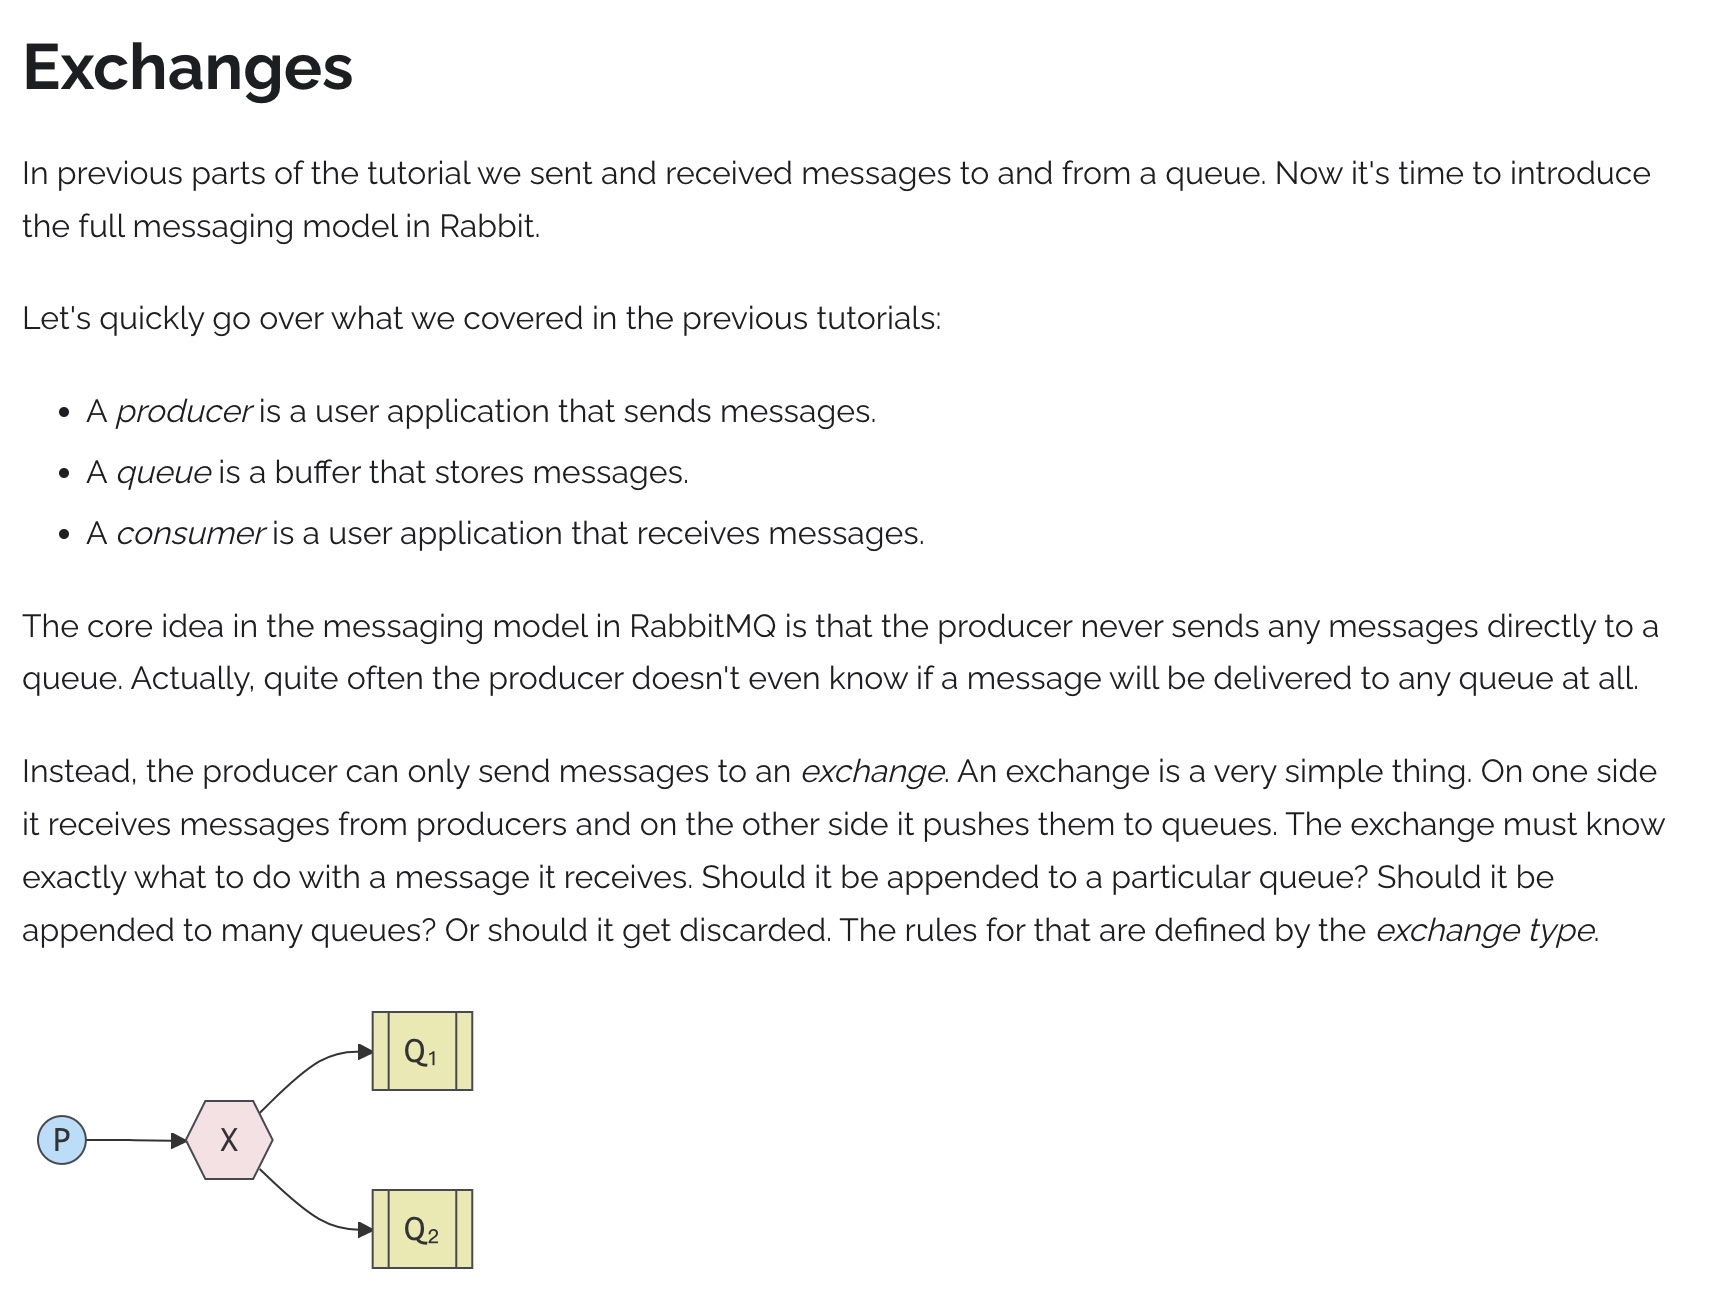 Exchanges
In previous parts of the tutorial we sent and received messages to and from a queue. Now it's time to introduce
the full messaging model in Rabbit.
Let's quickly go over what we covered in the previous tutorials:
• A producer is a user application that sends messages.
• A queue is a buffer that stores messages.
• A consumer is a user application that receives messages.
The core idea in the messaging model in RabbitMQ is that the producer never sends any messages directly to a
queue. Actually, quite often the producer doesn't even know if a message will be delivered to any queue at all.
Instead, the producer can only send messages to an exchange. An exchange is a very simple thing. On one side
it receives messages from producers and on the other side it pushes them to queues. The exchange must know
exactly what to do with a message it receives. Should it be appended to a particular queue? Should it be
appended to many queues? Or should it get discarded. The rules for that are defined by the exchange type.
Q₁
P
X
Q₂